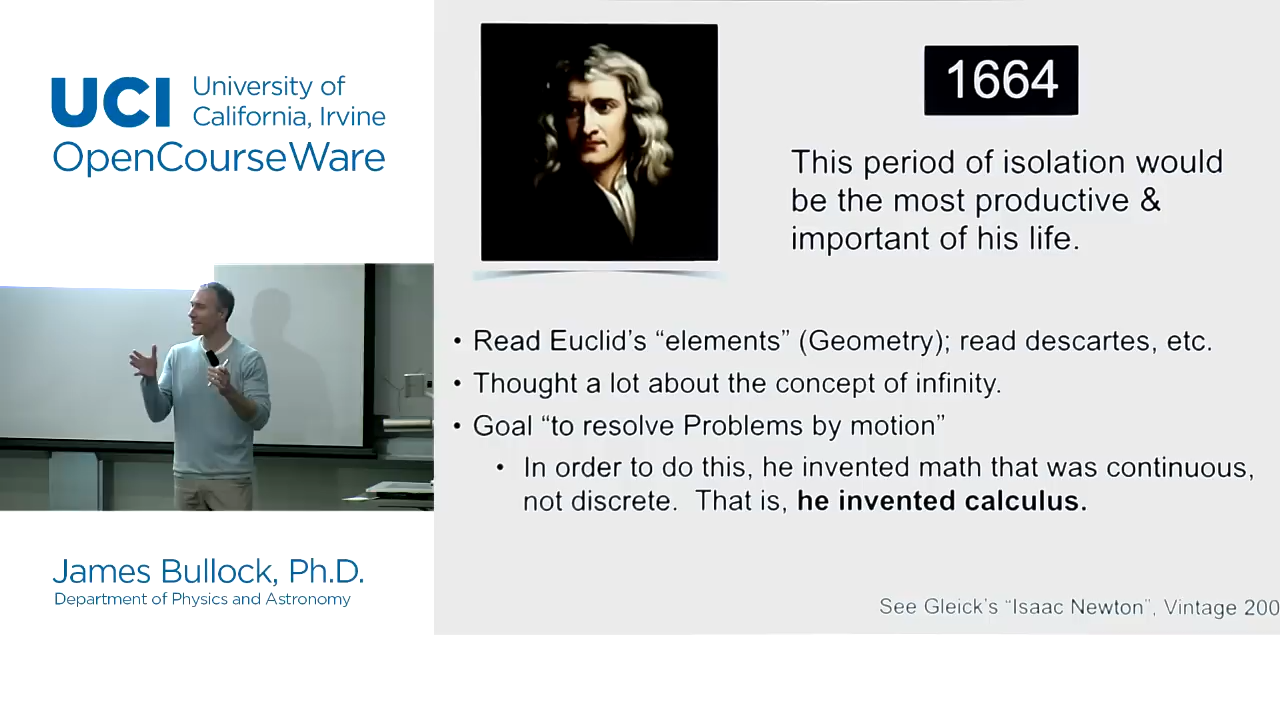 UCI University of
California, Irvine
OpenCourseWare
1664
This period of isolation would
be the most productive &
important of his life.
• Read Euclid's “elements” (Geometry); read descartes, etc.
• Thought a lot about the concept of infinity.
• Goal “to resolve Problems by motion”
• In order to do this, he invented math that was continuous,
not discrete. That is, he invented calculus.
See Gleick's “Isaac Newton”, Vintage 200
James Bullock, Ph.D.
Department of Physics and Astronomy